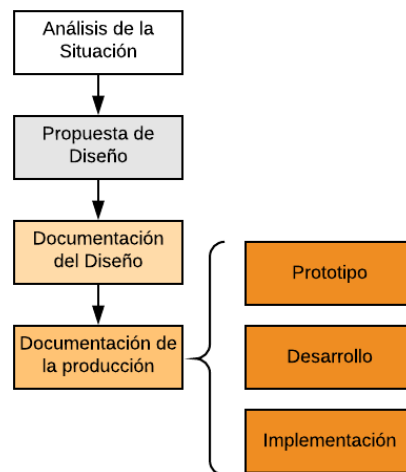 Análisis de la
Situación
Propuesta de
Diseño
Documentación
del Diseño
Documentación de
la producción
Prototipo
Desarrollo
Implementación